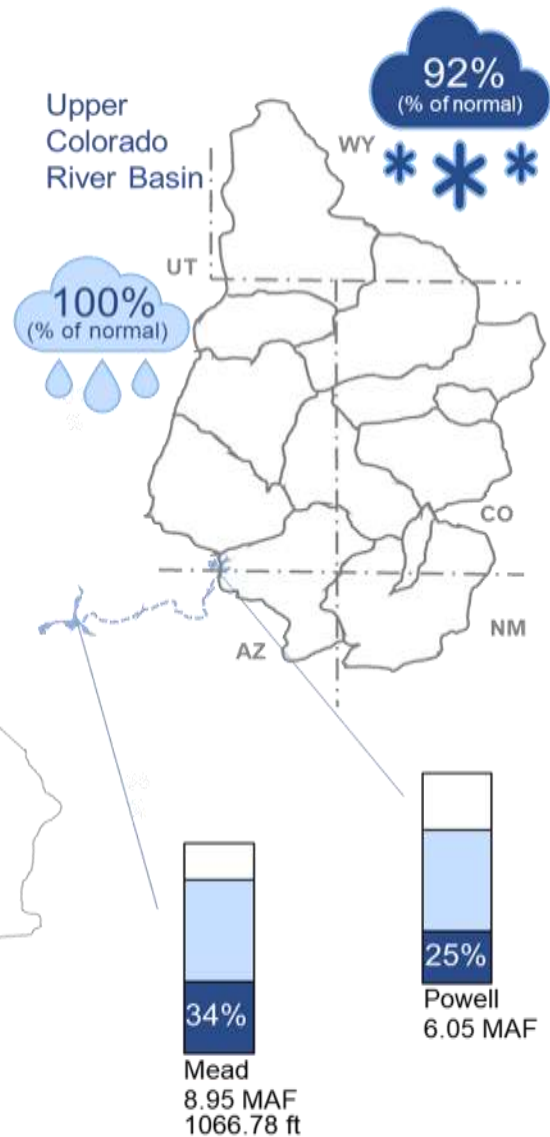 92%
(% of normal)
Upper
Colorado
River Basin
WY
UT
100%
(% of normal)
CO
NM
AZ
25%
Powell
6.05 MAF
34%
Mead
8.95 MAF
1066.78 ft